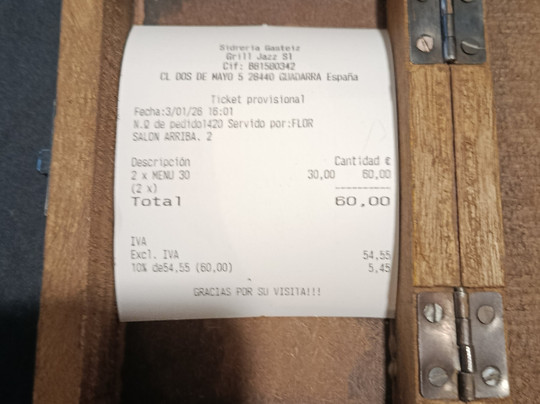 Sidreria Gasteiz
Grill Jazz Sl
Cif: B81500342
CL DOS DE MAYO 5 28440 GUADARRA España
Ticket provisional
Fecha:3/01/26 16:01
N.O de pedido1420 Servido por:FLOR
SALON ARRIBA. 2
Descripción Cantidad €
2 x MENU 30 30,00 60,00
(2 x) ----------
Total 60,00
IVA
Excl. IVA 54,55
10% de54,55 (60,00) 5,45
GRACIAS POR SU VISITA!!!